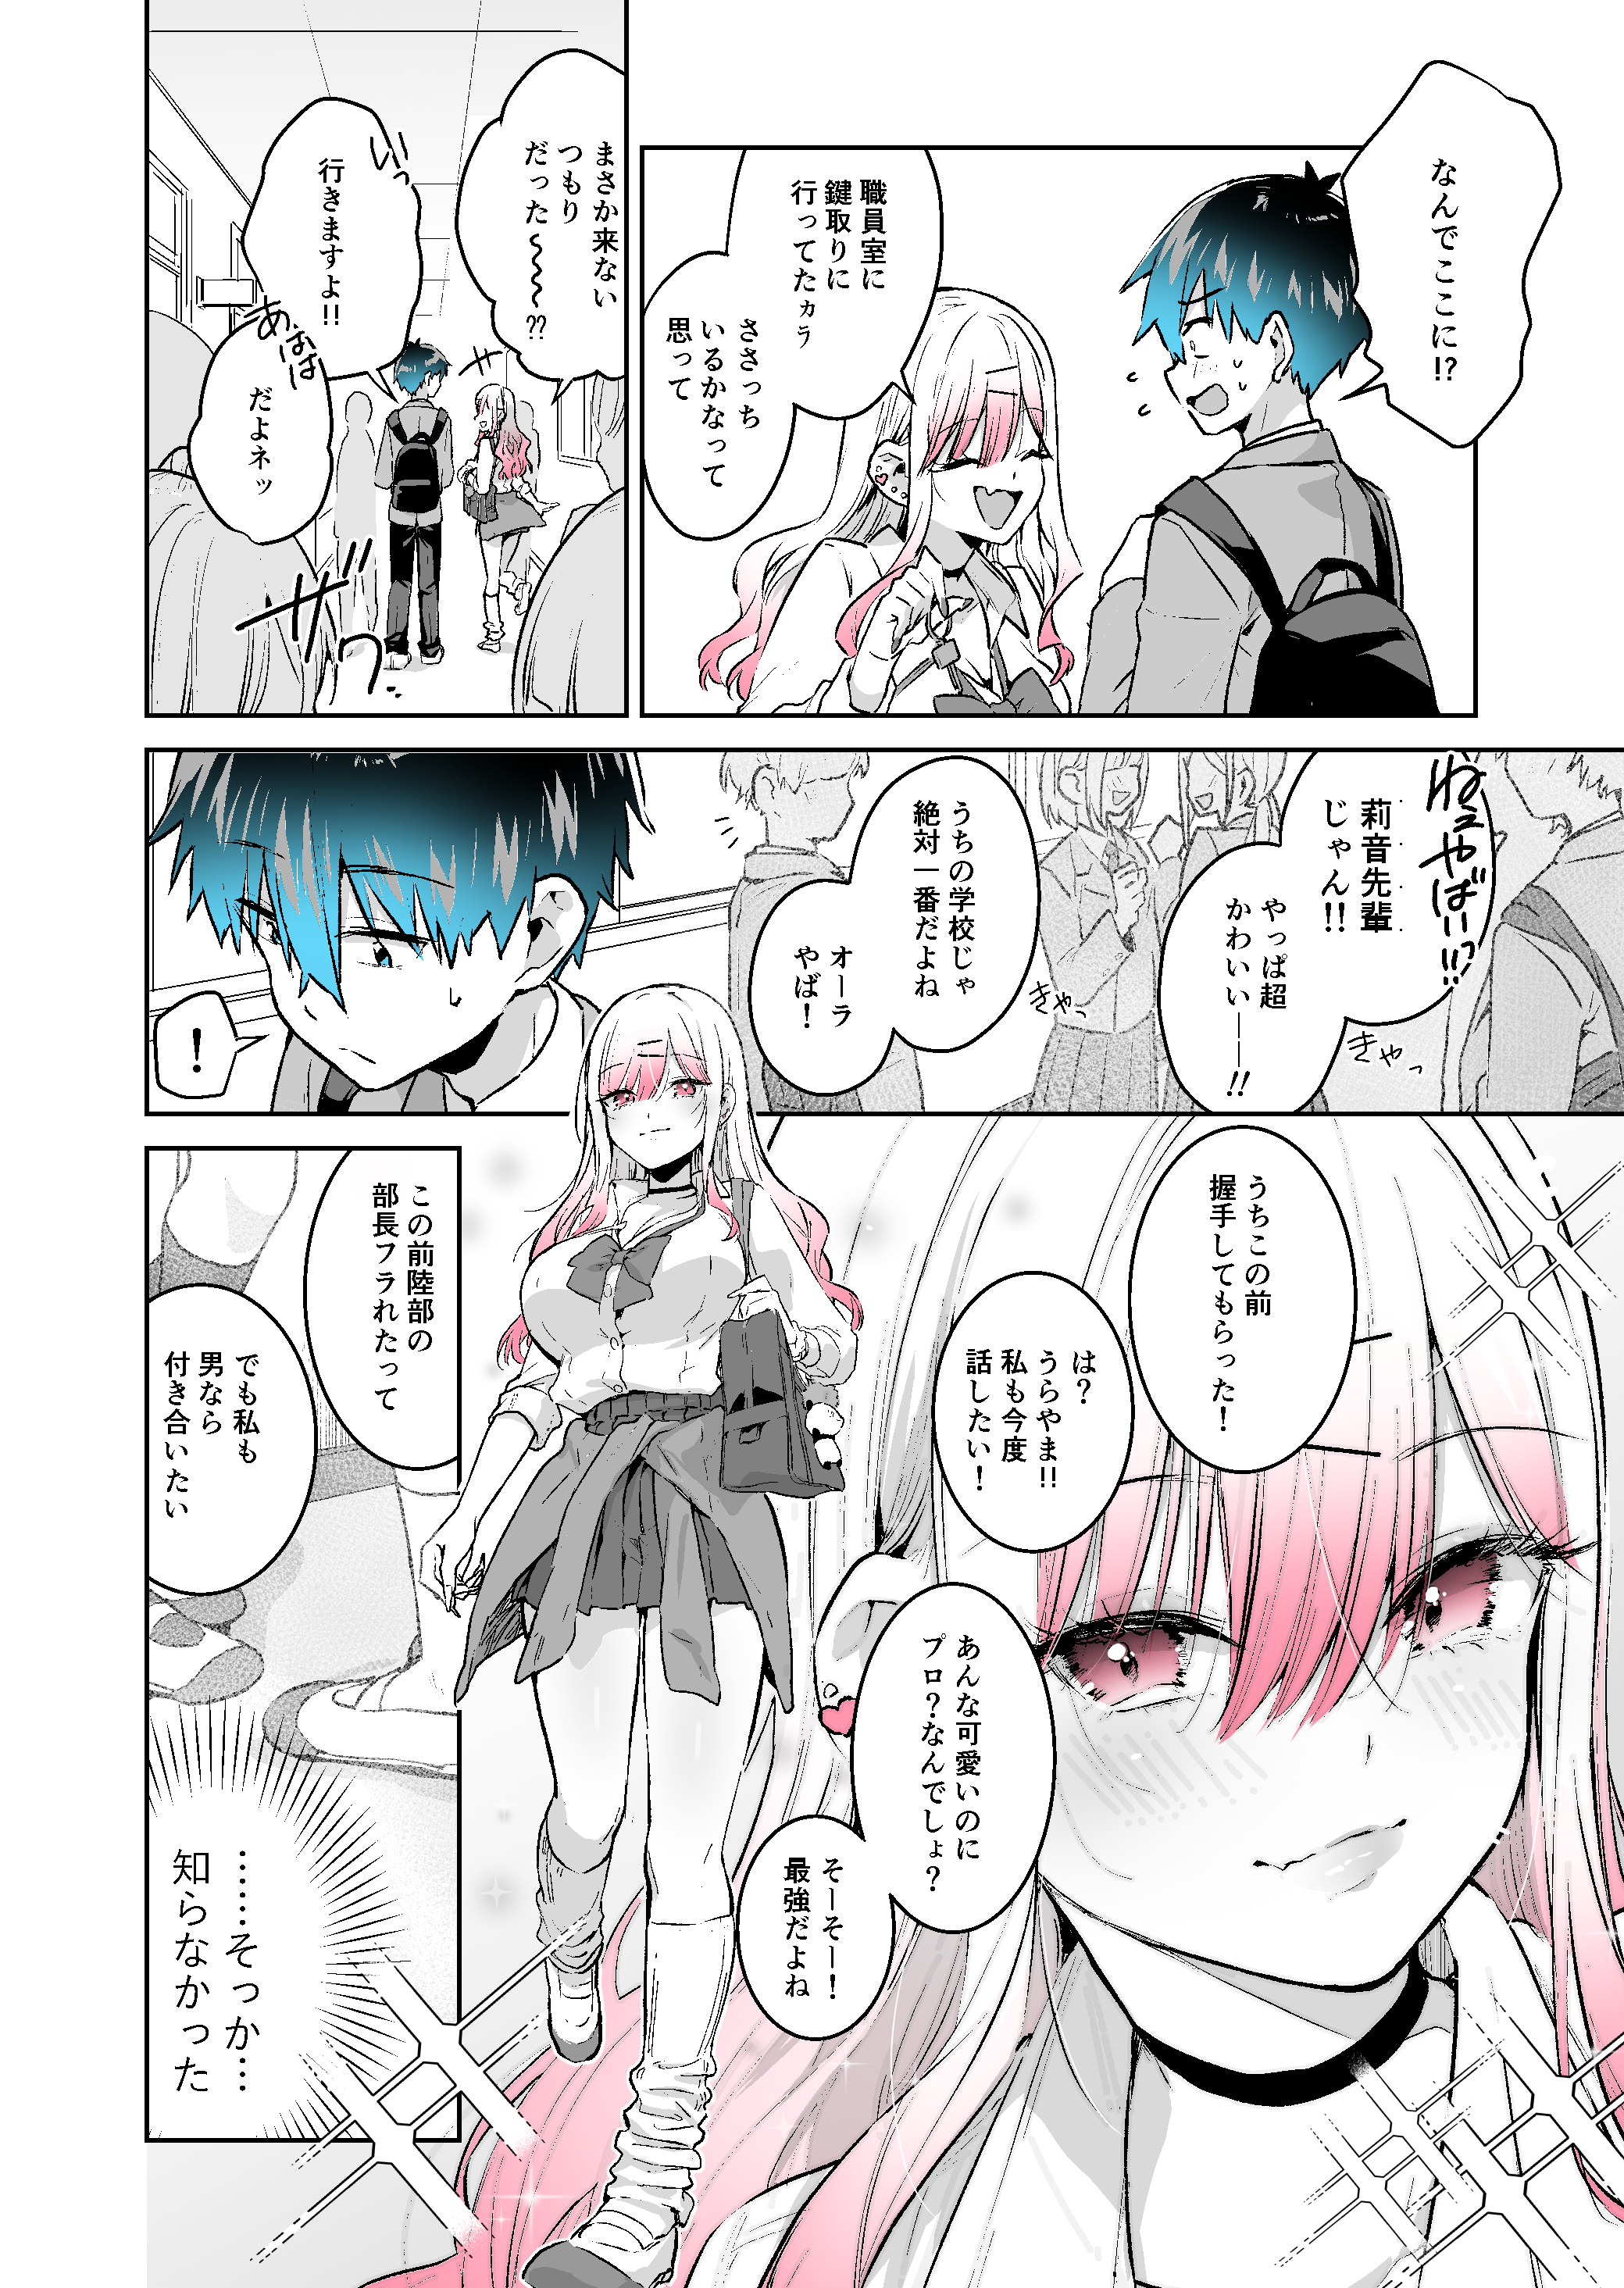 なんでここに!?
職員室に
鍵取りに
行ってたカラ
ささっち
いるかなって
思って
まさか来ない
つもり
だった～～～??
いっ
行きますよ!!
あはは
だよネッ
ザワ
ねェやばいっ!!
莉音先輩
じゃん!!
やっぱ超
かわいい――!!
きゃっ
うちの学校じゃ
絶対一番だよね
オーラ
やば！
きゃっ
！
うちこの前
握手してもらった！
は？
うらやま!!
私も今度
話したい！
あんな可愛いのに
プロ？なんでしょ？
そーそー！
最強だよね
この前陸部の
部長フラれたって
でも私も
男なら
付き合いたい
……そっか…
知らなかった